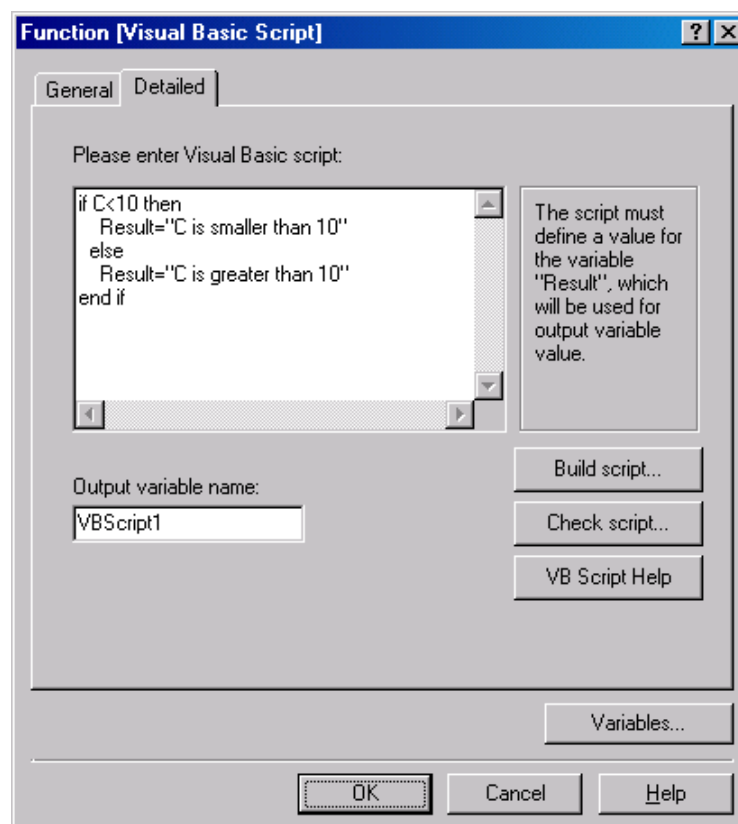 Function [Visual Basic Script]
General
Detailed
Please enter Visual Basic script:
if C<10 then
Result="C is smaller than 10"
else
Result="C is greater than 10"
end if
The script must
define a value for
the variable
"Result", which
will be used for
output variable
value.
Build script...
Output variable name:
VBScript1
Check script...
VB Script Help
Variables...
OK
Cancel
Help